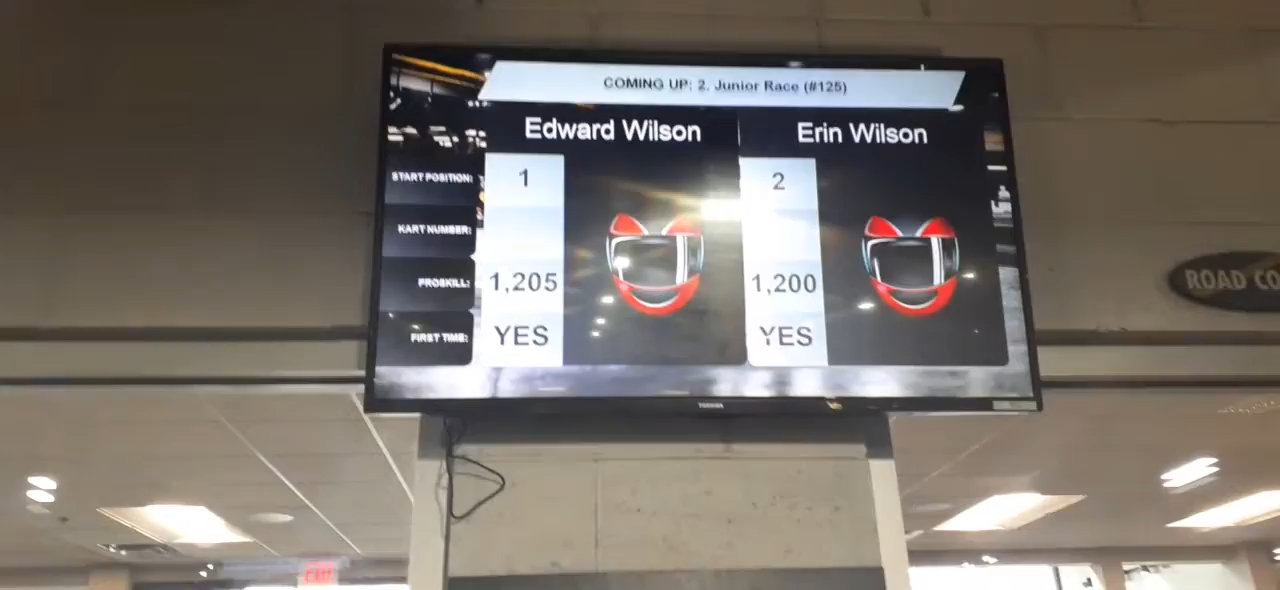 COMING UP: 2. Junior Race (#125)
Edward Wilson
Erin Wilson
START POSITION:
1
2
KART NUMBER:
PROSKILL:
1,205
1,200
FIRST TIME:
YES
YES
TOSHIBA
ROAD CO
EXIT